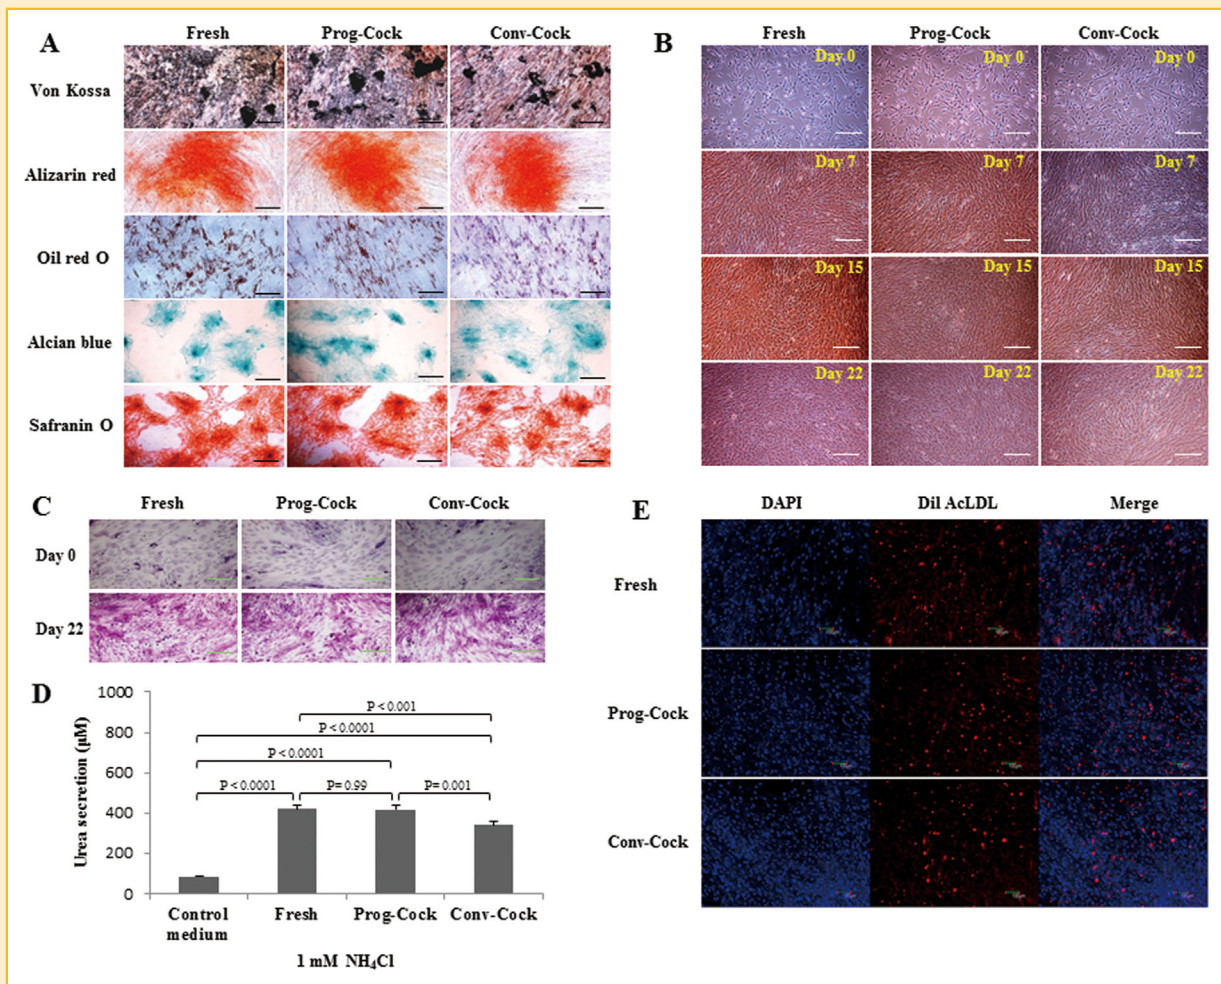 A
Fresh Prog-Cock Conv-Cock
Von Kossa
Alizarin red
Oil red O
Alcian blue
Safranin O
B
Fresh Prog-Cock Conv-Cock
Day 0 Day 0 Day 0
Day 7 Day 7 Day 7
Day 15 Day 15 Day 15
Day 22 Day 22 Day 22
C
Fresh Prog-Cock Conv-Cock
Day 0
Day 22
D
Urea secretion (µM)
1000
800
600
400
200
0
P < 0.001
P < 0.0001
P < 0.0001
P < 0.0001 P= 0.99 P= 0.001
Control Fresh Prog-Cock Conv-Cock
medium
1 mM NH₄Cl
E
DAPI Dil AcLDL Merge
Fresh
Prog-Cock
Conv-Cock